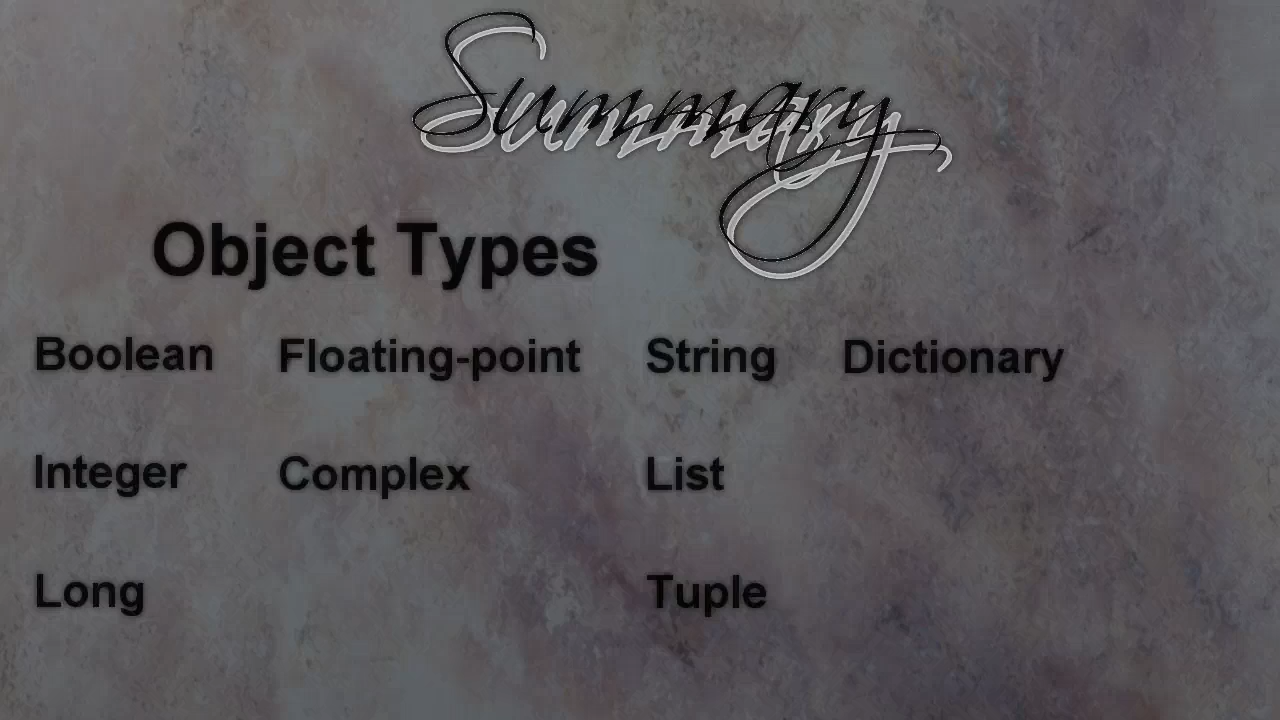 Summary
Object Types
Boolean Floating-point String Dictionary
Integer Complex List
Long Tuple